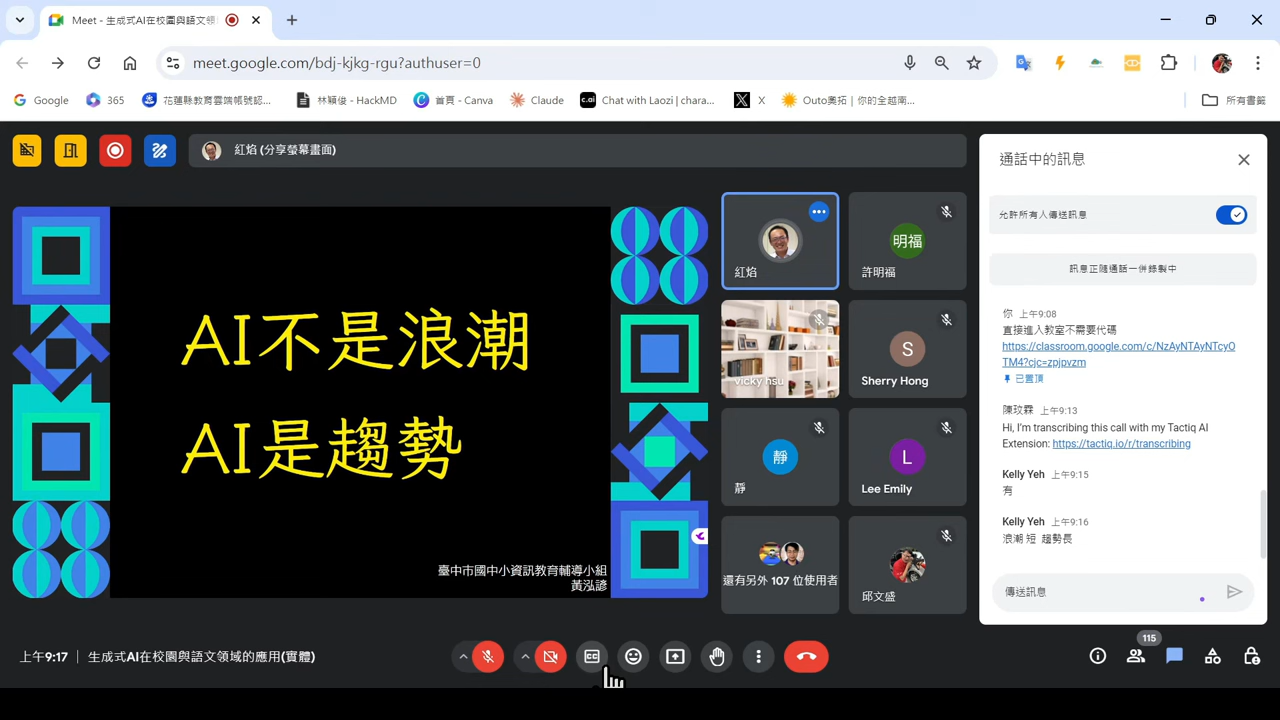 Meet - 生成式AI在校園與語文領
meet.google.com/bdj-kjkg-rgu?authuser=0
Google
365
花蓮縣教育雲端帳號認...
林穎俊 - HackMD
首頁 - Canva
Claude
c.ai
Chat with Laozi | chara...
X
Outo奧拓｜你的全越南...
所有書籤
紅焰 (分享螢幕畫面)
AI不是浪潮
AI是趨勢
臺中市國中小資訊教育輔導小組
黃泓諺
紅焰
明福
許明福
vicky hsu
S
Sherry Hong
靜
靜
L
Lee Emily
還有另外 107 位使用者
邱文盛
通話中的訊息
允許所有人傳送訊息
訊息正隨通話一併錄製中
你 上午9:08
直接進入教室不需要代碼
https://classroom.google.com/c/NzAyNTAyNTcyO
TM4?cjc=zpjpvzm
已置頂
陳玟霖 上午9:13
Hi, I'm transcribing this call with my Tactiq AI
Extension: https://tactiq.io/r/transcribing
Kelly Yeh 上午9:15
有
Kelly Yeh 上午9:16
浪潮 短 趨勢長
傳送訊息
上午9:17
生成式AI在校園與語文領域的應用(實體)
115